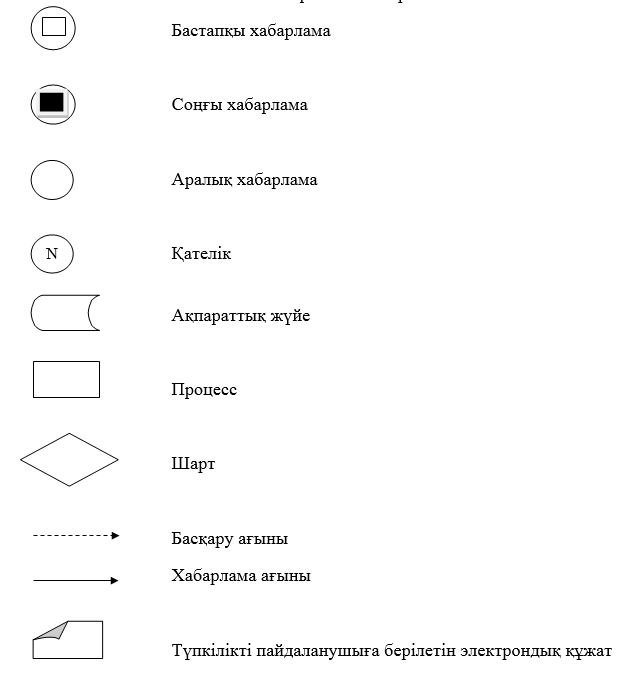 Бастапқы хабарлама
Соңғы хабарлама
Аралық хабарлама
N
Қателік
Ақпараттық жүйе
Процесс
Шарт
Басқару ағыны
Хабарлама ағыны
Түпкілікті пайдаланушыға берілетін электрондық құжат